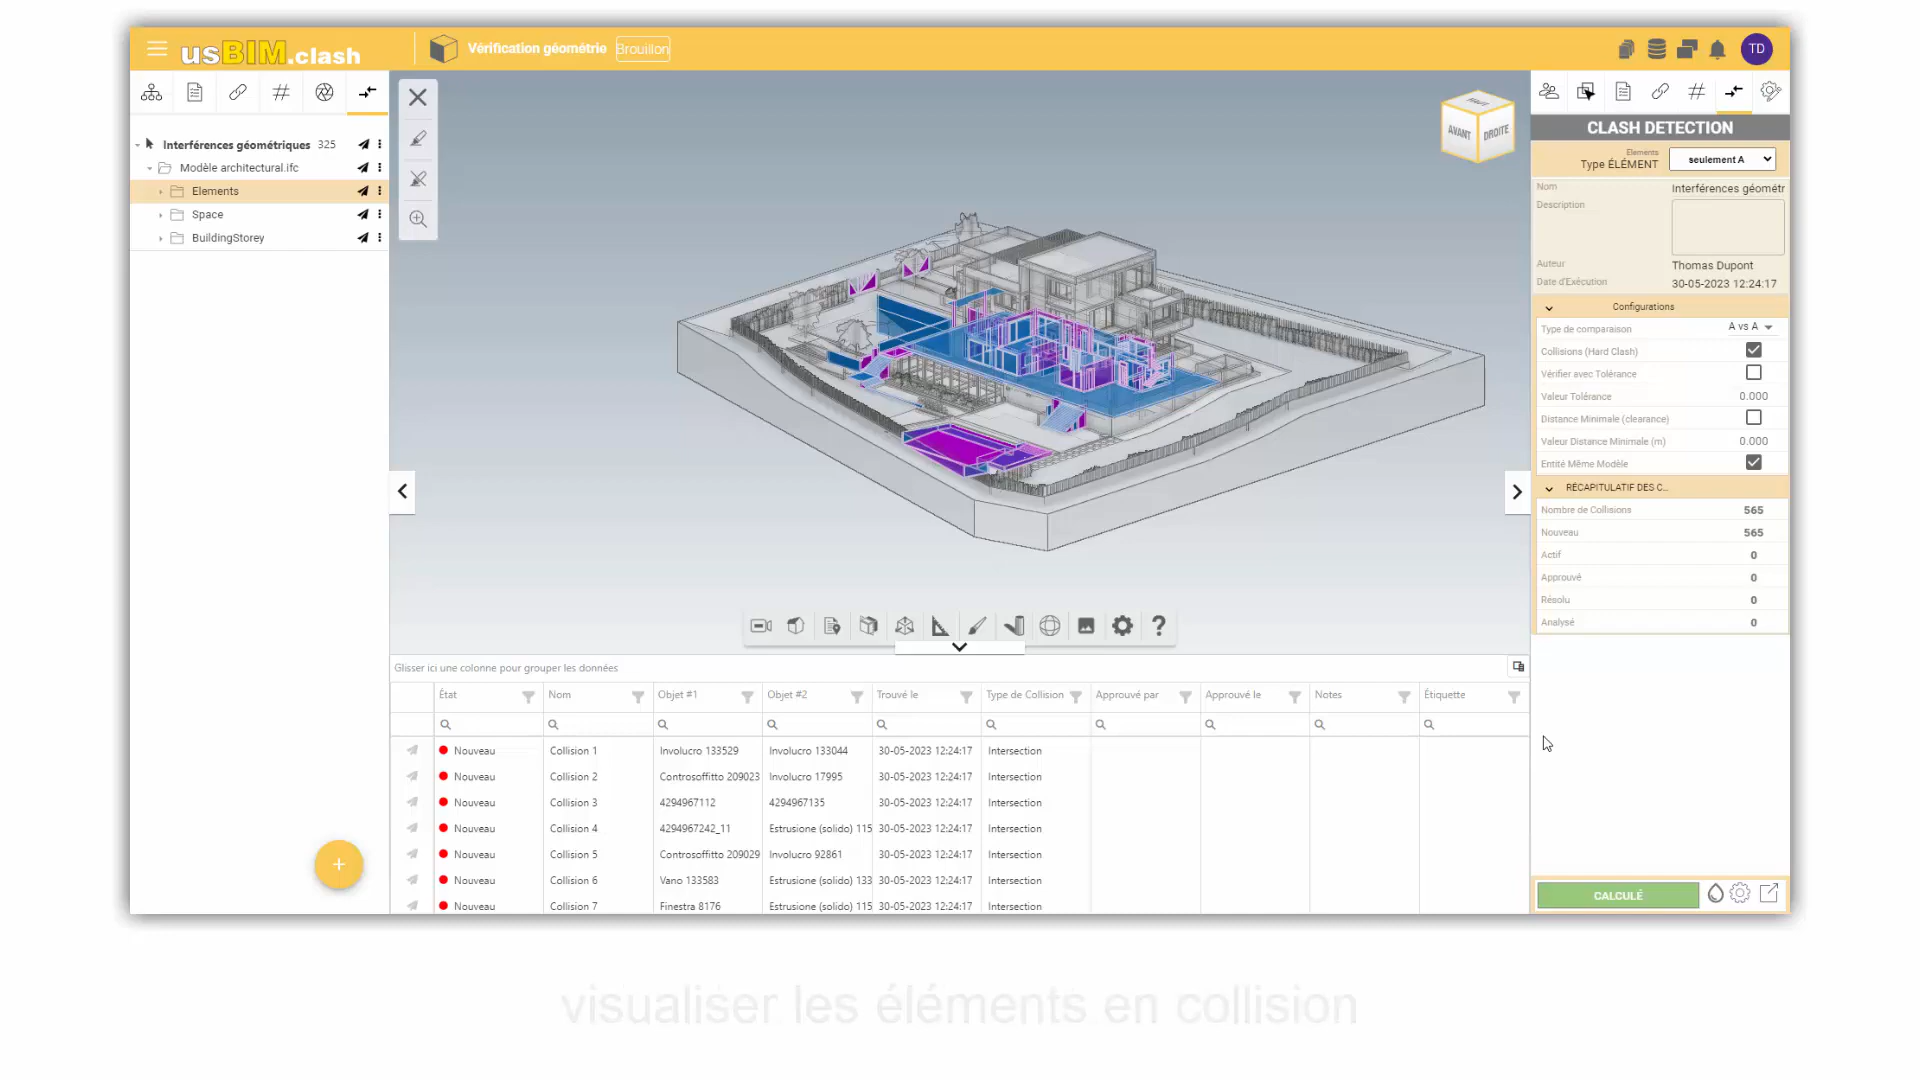 usBIM.clash
Vérification géométrie Brouillon
TD
Interférences géométriques 325
Modèle architectural.ifc
Elements
Space
BuildingStorey
HAUT
AVANT
DROITE
CLASH DETECTION
Elements
Type ÉLÉMENT
seulement A
Nom
Interférences géométr
Description
Auteur
Thomas Dupont
Date d'Exécution
30-05-2023 12:24:17
Configurations
Type de comparaison
A vs A
Collisions (Hard Clash)
Vérifier avec Tolérance
Valeur Tolérance
0.000
Distance Minimale (clearance)
Valeur Distance Minimale (m)
0.000
Entité Même Modèle
RÉCAPITULATIF DES C...
Nombre de Collisions 565
Nouveau 565
Actif 0
Approuvé 0
Résolu 0
Analysé 0
CALCULÉ
Glisser ici une colonne pour grouper les données
État Nom Objet #1 Objet #2 Trouvé le Type de Collision Approuvé par Approuvé le Notes Étiquette
Nouveau Collision 1 Involucro 133529 Involucro 133044 30-05-2023 12:24:17 Intersection
Nouveau Collision 2 Controsoffitto 209023 Involucro 17995 30-05-2023 12:24:17 Intersection
Nouveau Collision 3 4294967112 4294967135 30-05-2023 12:24:17 Intersection
Nouveau Collision 4 4294967242_11 Estrusione (solido) 115 30-05-2023 12:24:17 Intersection
Nouveau Collision 5 Controsoffitto 209029 Involucro 92861 30-05-2023 12:24:17 Intersection
Nouveau Collision 6 Vano 133583 Estrusione (solido) 133 30-05-2023 12:24:17 Intersection
Nouveau Collision 7 Finestra 8176 Estrusione (solido) 115 30-05-2023 12:24:17 Intersection
visualiser les éléments en collision